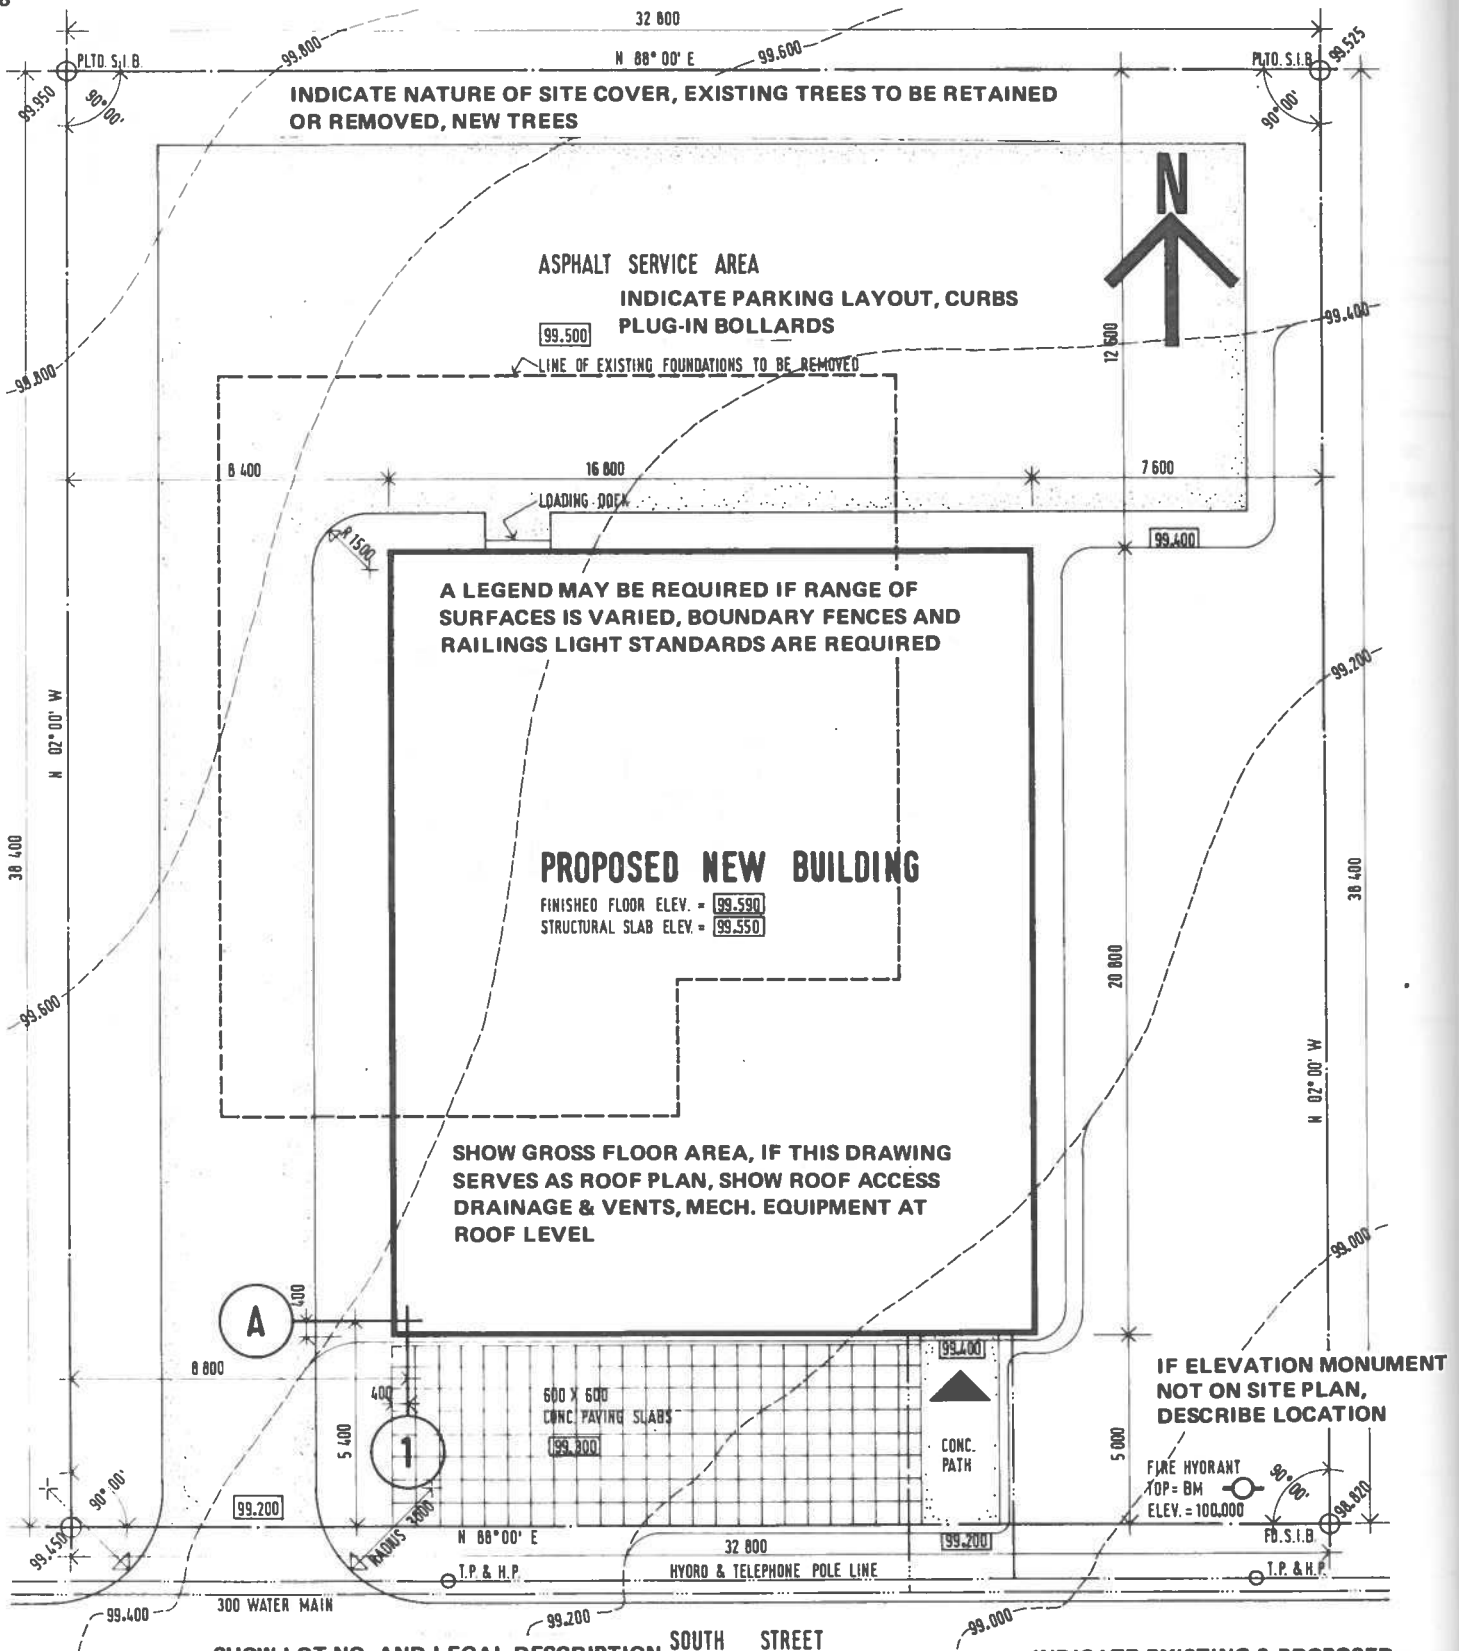 32 800
99.800
N 88° 00' E
99.600
99.525
PLTD. S.I.B.
PLTD. S.I.B.
99.950
90°00'
90°00'
INDICATE NATURE OF SITE COVER, EXISTING TREES TO BE RETAINED
OR REMOVED, NEW TREES
N
ASPHALT SERVICE AREA
INDICATE PARKING LAYOUT, CURBS
PLUG-IN BOLLARDS
99.500
99.400
12 600
LINE OF EXISTING FOUNDATIONS TO BE REMOVED
99.800
8 400
16 800
7 600
LOADING DOCK
R 1500
99.400
A LEGEND MAY BE REQUIRED IF RANGE OF
SURFACES IS VARIED, BOUNDARY FENCES AND
RAILINGS LIGHT STANDARDS ARE REQUIRED
99.200
N 02° 00' W
38 400
PROPOSED NEW BUILDING
FINISHED FLOOR ELEV. = 99.590
STRUCTURAL SLAB ELEV. = 99.550
38 400
20 800
99.600
N 02° 00' W
SHOW GROSS FLOOR AREA, IF THIS DRAWING
SERVES AS ROOF PLAN, SHOW ROOF ACCESS
DRAINAGE & VENTS, MECH. EQUIPMENT AT
ROOF LEVEL
99.000
400
A
99.400
8 800
400
600 X 600
CONC. PAVING SLABS
99.300
IF ELEVATION MONUMENT
NOT ON SITE PLAN,
DESCRIBE LOCATION
5 400
1
CONC.
PATH
5 000
FIRE HYDRANT
TOP = BM
ELEV. = 100,000
90°00'
98.820
90°00'
99.200
RADIUS 3800
99.450
N 88°00' E
32 800
99.200
FD. S.I.B.
T.P. & H.P.
HYDRO & TELEPHONE POLE LINE
T.P. & H.P.
300 WATER MAIN
99.400
99.200
99.000
SOUTH STREET
SHOW LOT NO. AND LEGAL DESCRIPTION
INDICATE EXISTING & PROPOSED